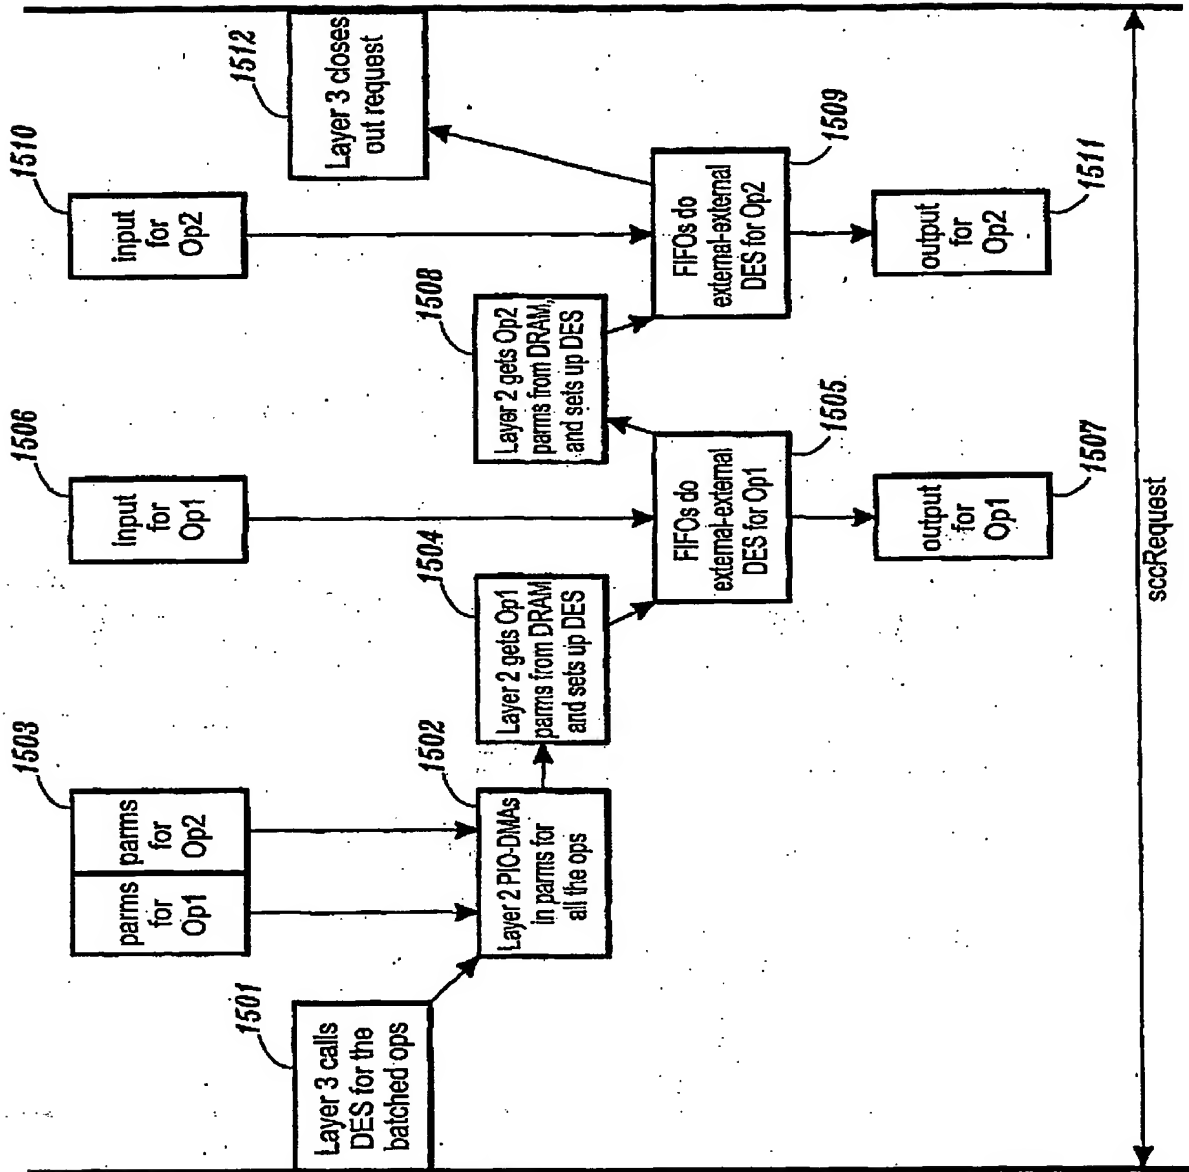 1501
Layer 3 calls
DES for the
batched ops
1503
parms
for
Op1
parms
for
Op2
1502
Layer 2 PIO-DMAs
in parms for
all the ops
1504
Layer 2 gets Op1
parms from DRAM,
and sets up DES
1506
input
for
Op1
1505
FIFOs do
external-external
DES for Op1
1507
output
for
Op1
1508
Layer 2 gets Op2
parms from DRAM,
and sets up DES
1510
input
for
Op2
1509
FIFOs do
external-external
DES for Op2
1511
output
for
Op2
1512
Layer 3 closes
out request
sccRequest